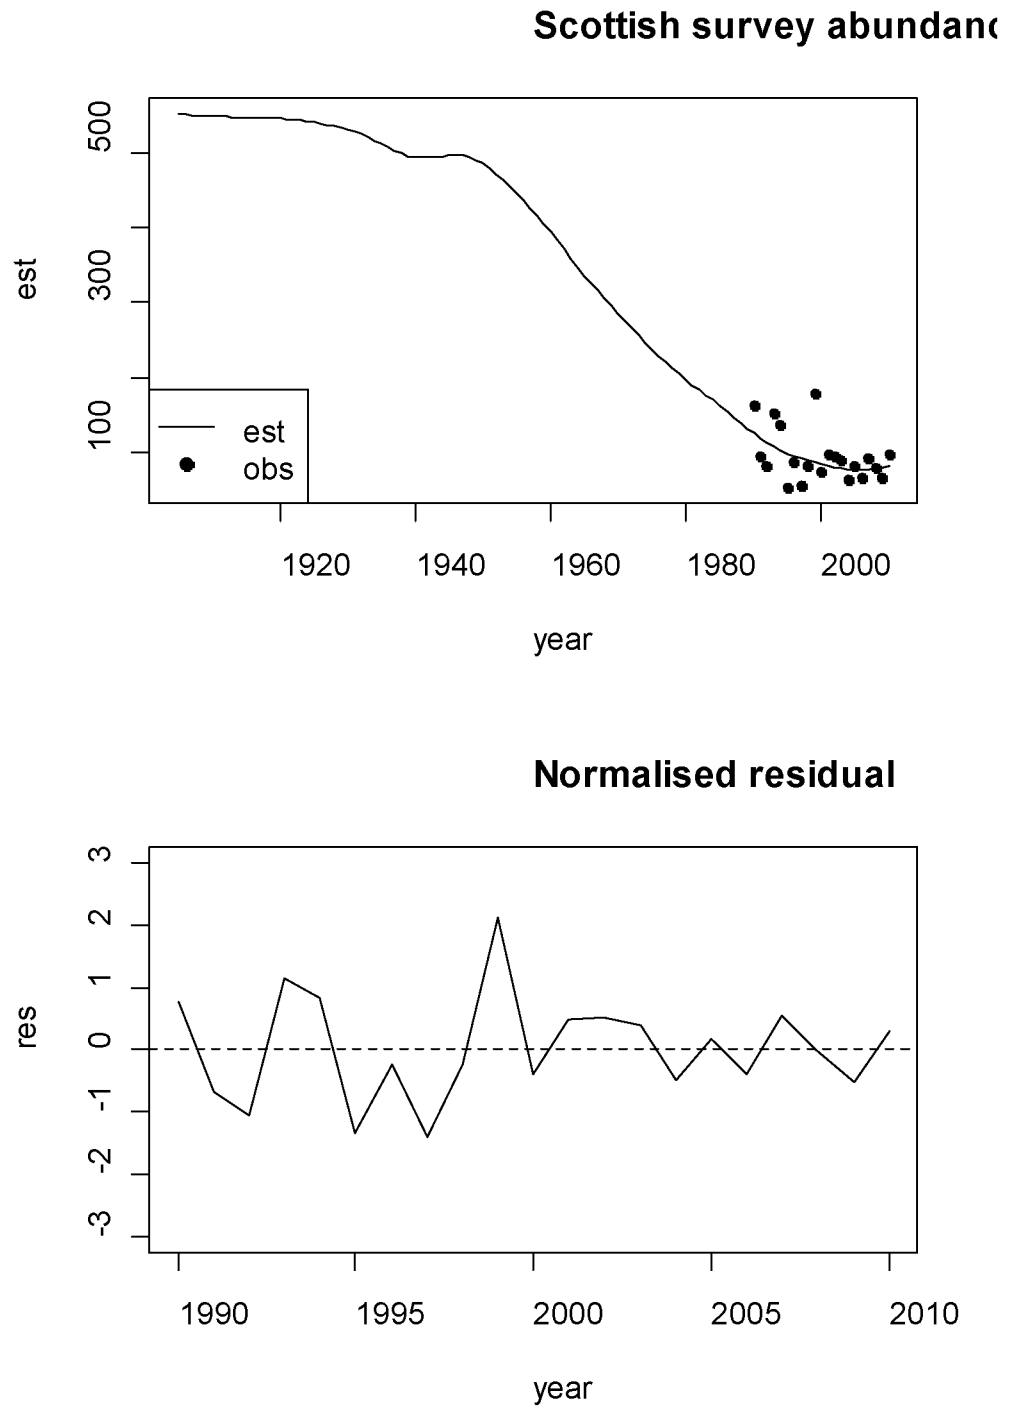 Scottish survey abundanc
500
300
100
est
est
obs
1920 1940 1960 1980 2000
year
Normalised residual
3
2
1
0
-1
-2
-3
res
1990 1995 2000 2005 2010
year